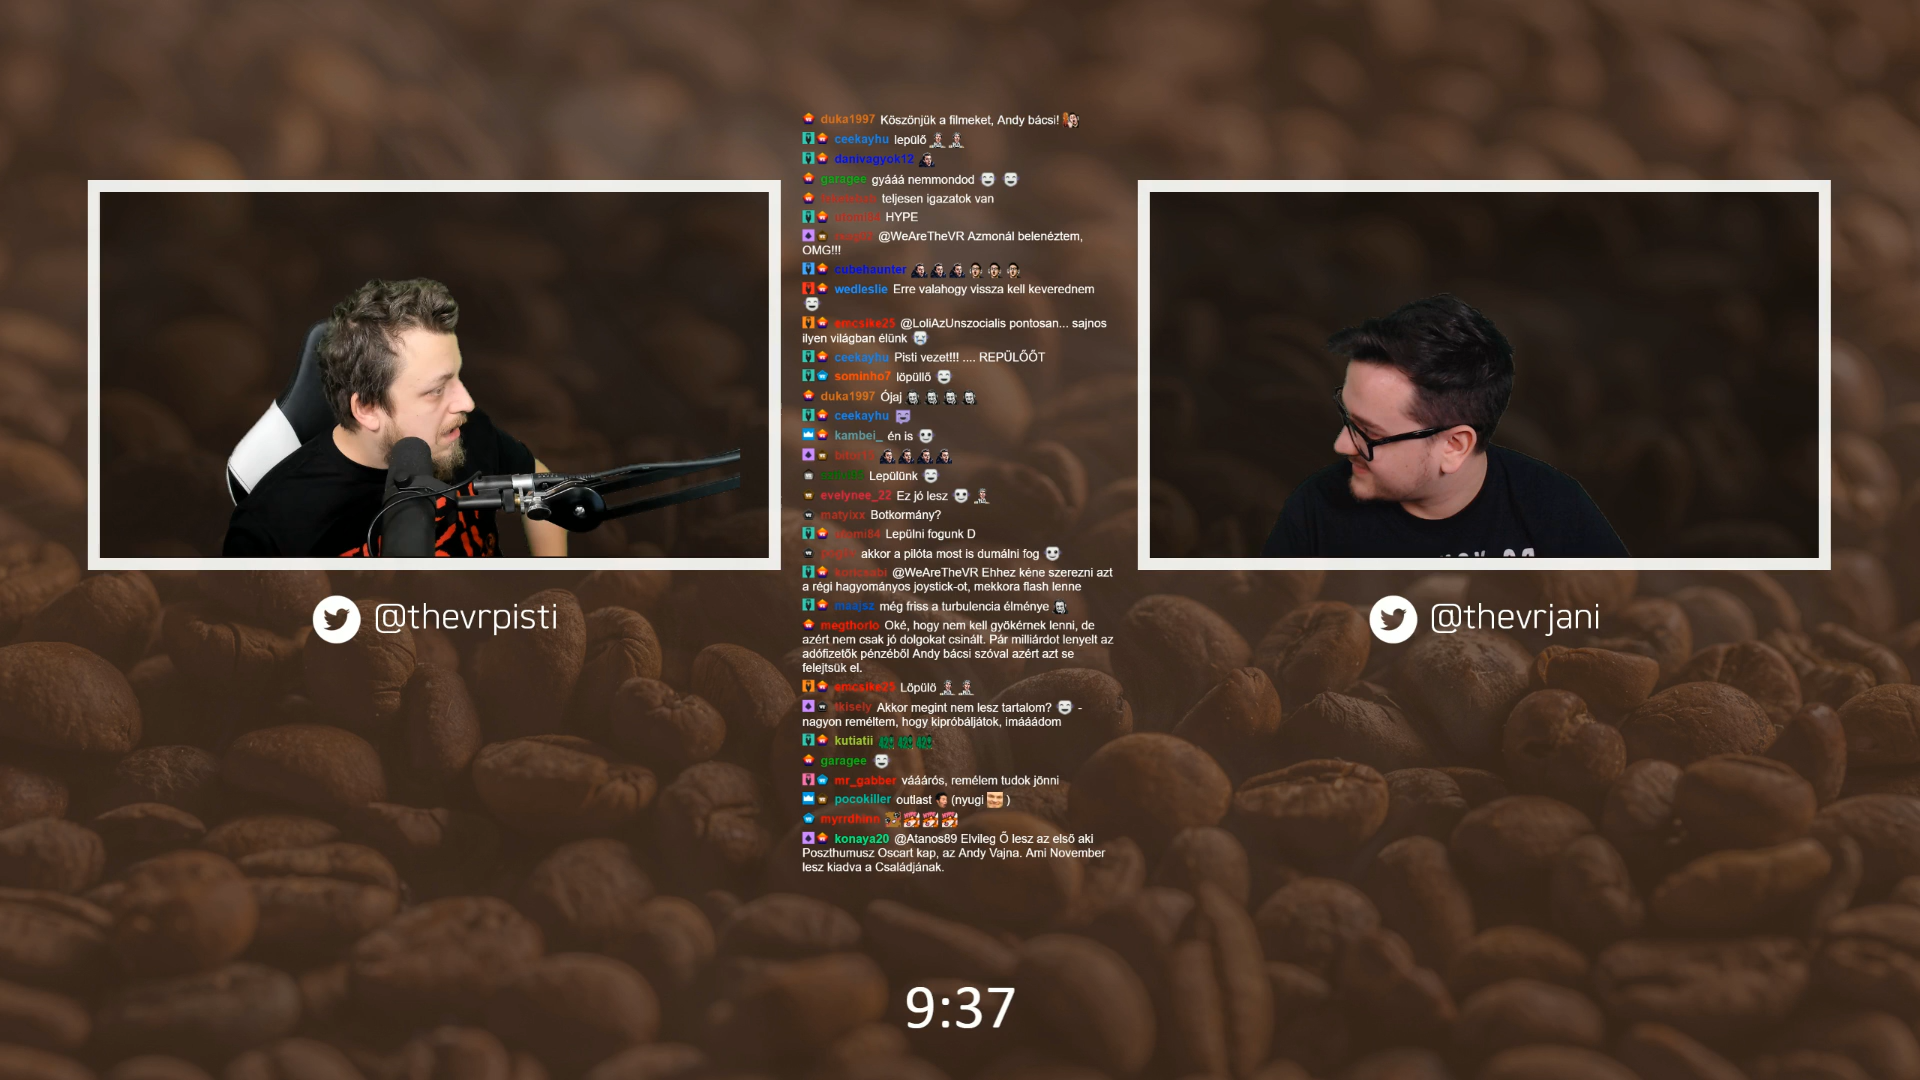 duka1997 Köszönjük a filmeket, Andy bácsi!
ceekayhu lepülő
danivagyok12
garagee gyááá nemmondod
teljesen igazatok van
utomi84 HYPE
@WeAreTheVR Azmonál belenéztem,
OMG!!!
cubehaunter
wedleslie Erre valahogy vissza kell keverednem
emcsike25 @LoliAzUnszocialis pontosan... sajnos
ilyen világban élünk
ceekayhu Pisti vezet!!! .... REPÜLŐŐT
sominho7 löpüllő
duka1997 Ójaj
ceekayhu
kambei_ én is
Lepülünk
evelynee_22 Ez jó lesz
matyixx Botkormány?
utomi84 Lepülni fogunk D
akkor a pilóta most is dumálni fog
@WeAreTheVR Ehhez kéne szerezni azt
a régi hagyományos joystick-ot, mekkora flash lenne
maajsz még friss a turbulencia élménye
megthorlo Oké, hogy nem kell gyökérnek lenni, de
azért nem csak jó dolgokat csinált. Pár milliárdot lenyelt az
adófizetők pénzéből Andy bácsi szóval azért azt se
felejtsük el.
emcsike25 Löpülö
tkisely Akkor megint nem lesz tartalom? -
nagyon reméltem, hogy kipróbáljátok, imááádom
kutiatii
garagee
mr_gabber vááárós, remélem tudok jönni
pocokiller outlast (nyugi )
myrrdhinn
konaya20 @Atanos89 Elvileg Ő lesz az első aki
Poszthumusz Oscart kap, az Andy Vajna. Ami November
lesz kiadva a Családjának.
@thevrpisti
@thevrjani
9:37